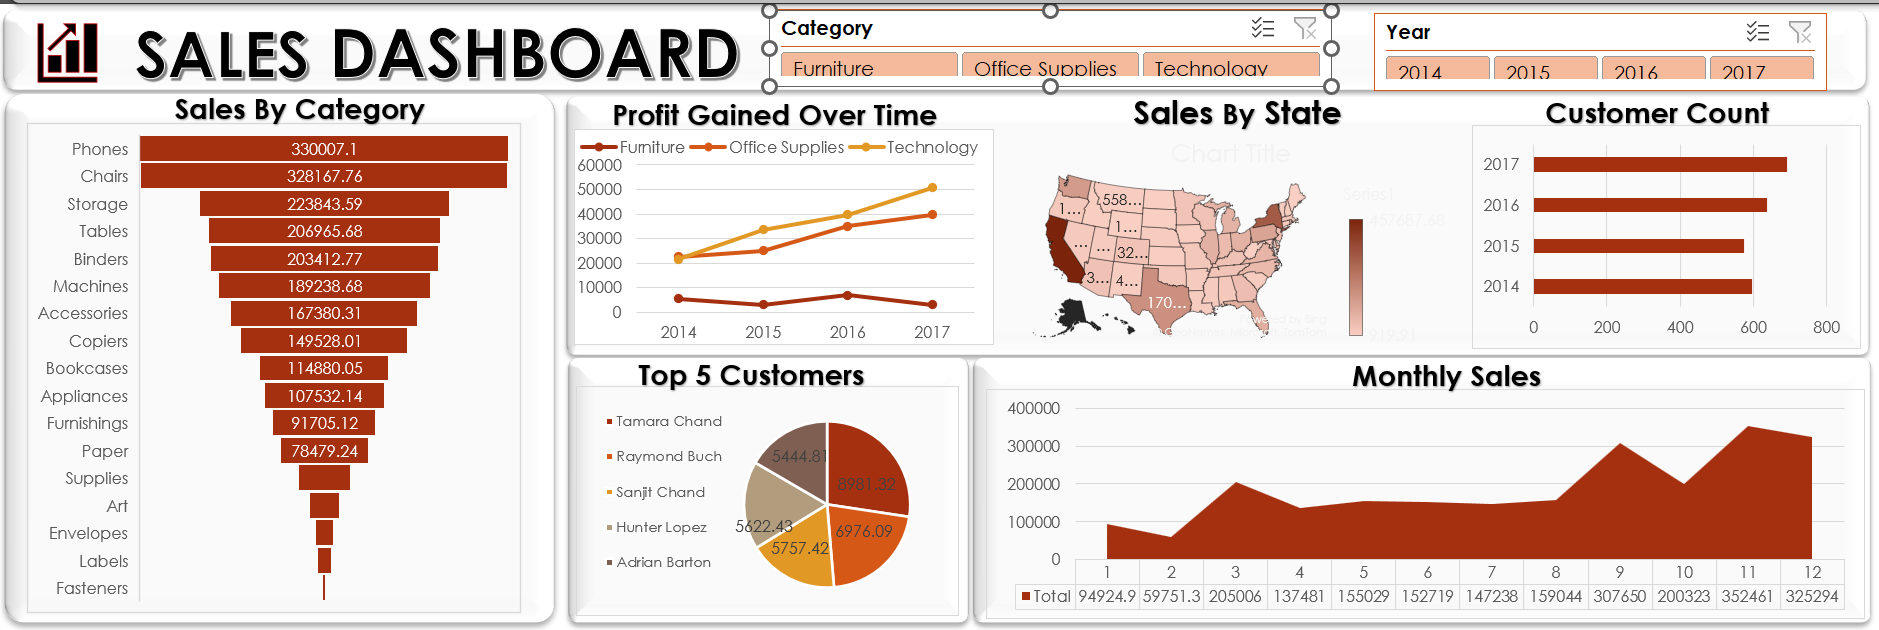 SALES DASHBOARD
Category
Furniture Office Supplies Technology
Year
2014 2015 2016 2017
Sales By Category
Phones 330007.1
Chairs 328167.76
Storage 223843.59
Tables 206965.68
Binders 203412.77
Machines 189238.68
Accessories 167380.31
Copiers 149528.01
Bookcases 114880.05
Appliances 107532.14
Furnishings 91705.12
Paper 78479.24
Supplies
Art
Envelopes
Labels
Fasteners
Profit Gained Over Time
Furniture Office Supplies Technology
60000
50000
40000
30000
20000
10000
0
2014 2015 2016 2017
Sales By State
Chart Title
Series1
457687.68
1... 558...
1...
... ... 32...
3... 4... 170...
919.91
Powered by Bing
GeoNames, Microsoft, TomTom
Customer Count
2017
2016
2015
2014
0 200 400 600 800
Top 5 Customers
Tamara Chand
Raymond Buch
Sanjit Chand
Hunter Lopez
Adrian Barton
5444.81
8981.32
5622.43
6976.09
5757.42
Monthly Sales
400000
300000
200000
100000
0
1 2 3 4 5 6 7 8 9 10 11 12
Total 94924.9 59751.3 205006 137481 155029 152719 147238 159044 307650 200323 352461 325294